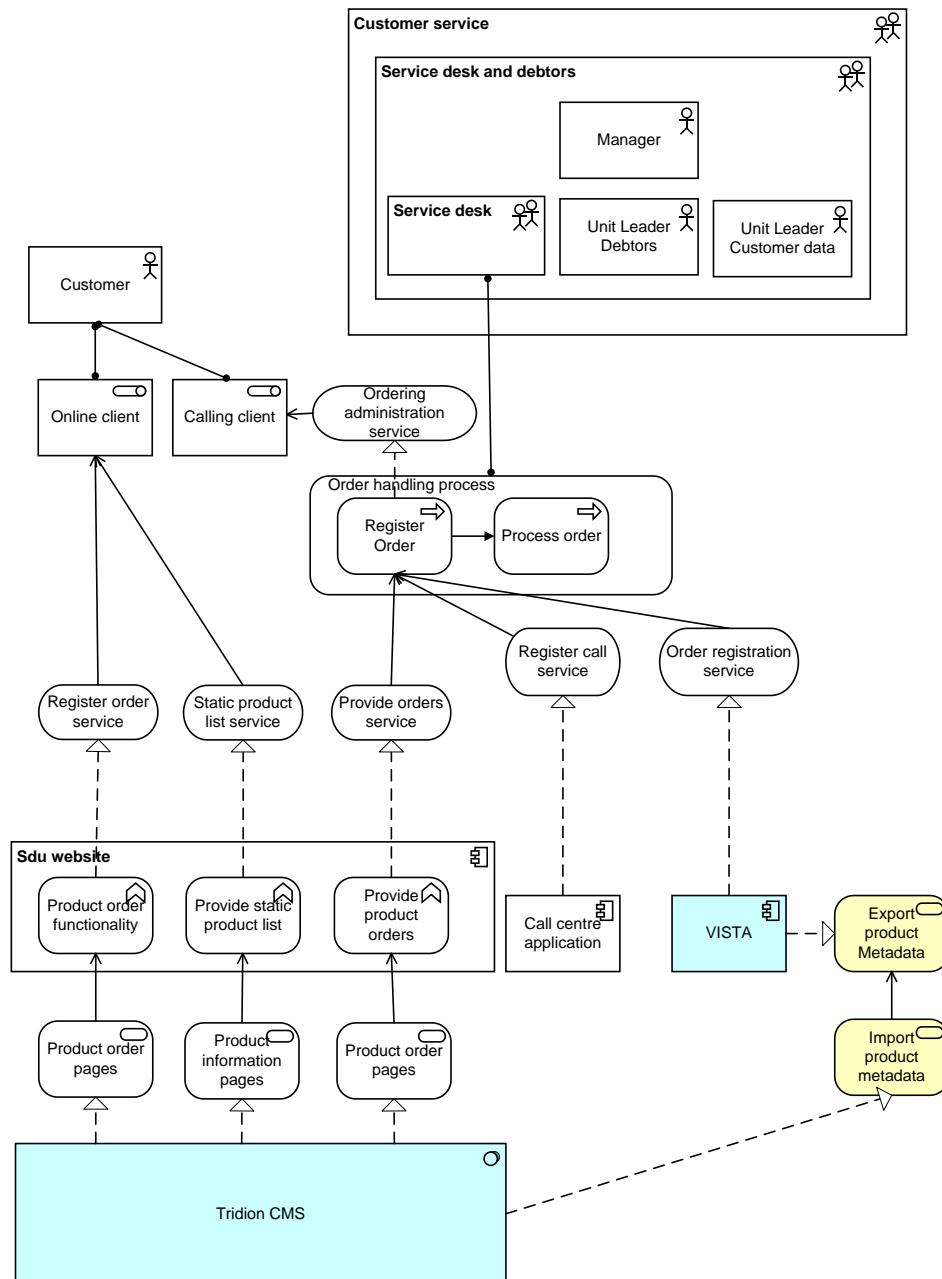 Customer service
Service desk and debtors
Manager
Service desk
Unit Leader
Debtors
Unit Leader
Customer data
Customer
Online client
Calling client
Ordering
administration
service
Order handling process
Register
Order
Process order
Register call
service
Order registration
service
Register order
service
Static product
list service
Provide orders
service
Sdu website
Product order
functionality
Provide static
product list
Provide
product
orders
Call centre
application
VISTA
Export
product
Metadata
Product order
pages
Product
information
pages
Product order
pages
Import
product
metadata
Tridion CMS